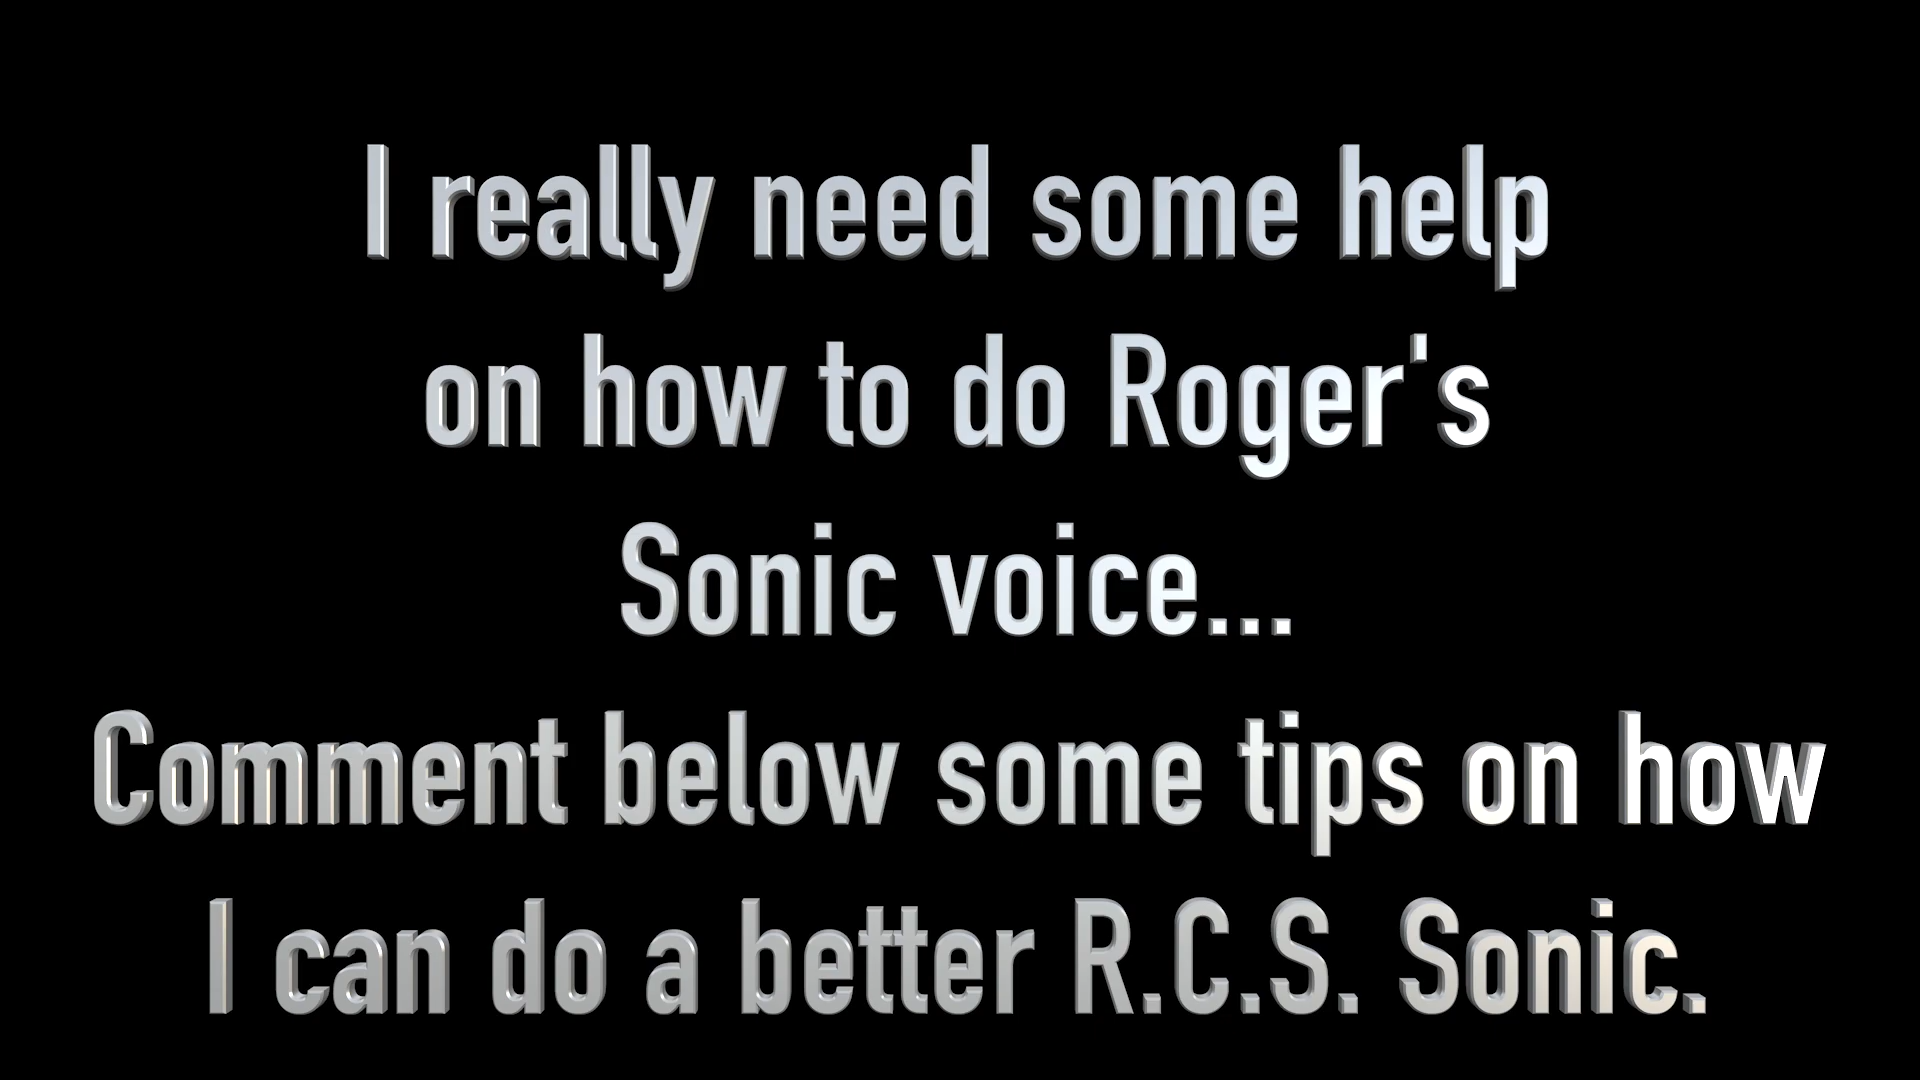 I really need some help
on how to do Roger's
Sonic voice...
Comment below some tips on how
I can do a better R.C.S. Sonic.